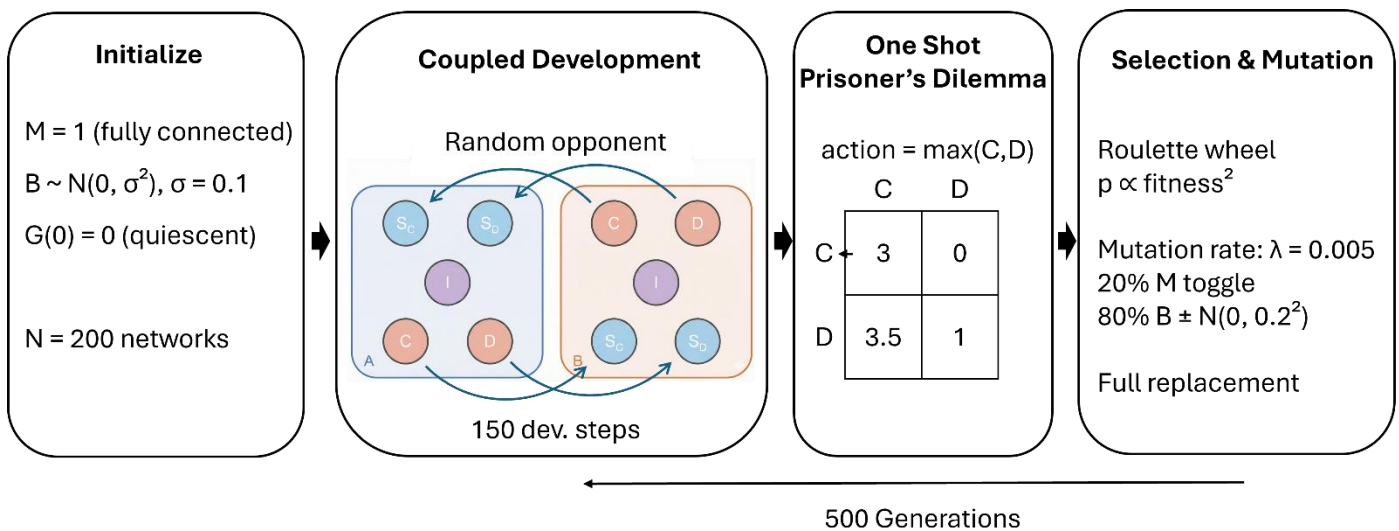 Initialize
M = 1 (fully connected)
B ~ N(0, σ²), σ = 0.1
G(0) = 0 (quiescent)
N = 200 networks
Coupled Development
Random opponent
S_C S_D
I
C D
A
C D
I
S_C S_D
B
150 dev. steps
One Shot
Prisoner’s Dilemma
action = max(C,D)
C D
C 3 0
D 3.5 1
Selection & Mutation
Roulette wheel
p ∝ fitness²
Mutation rate: λ = 0.005
20% M toggle
80% B ± N(0, 0.2²)
Full replacement
500 Generations